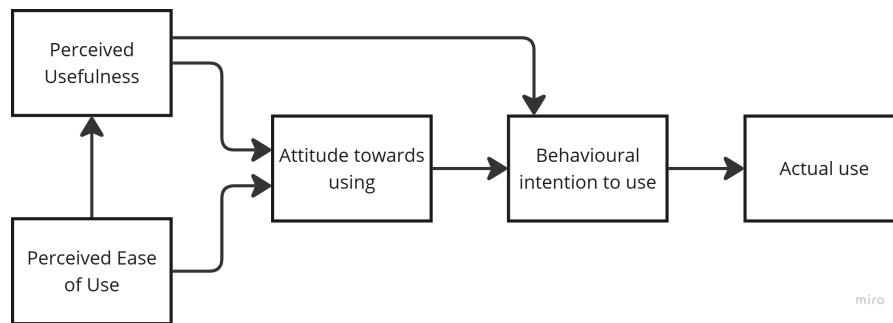 Perceived
Usefulness
Attitude towards
using
Behavioural
intention to use
Actual use
Perceived Ease
of Use
miro